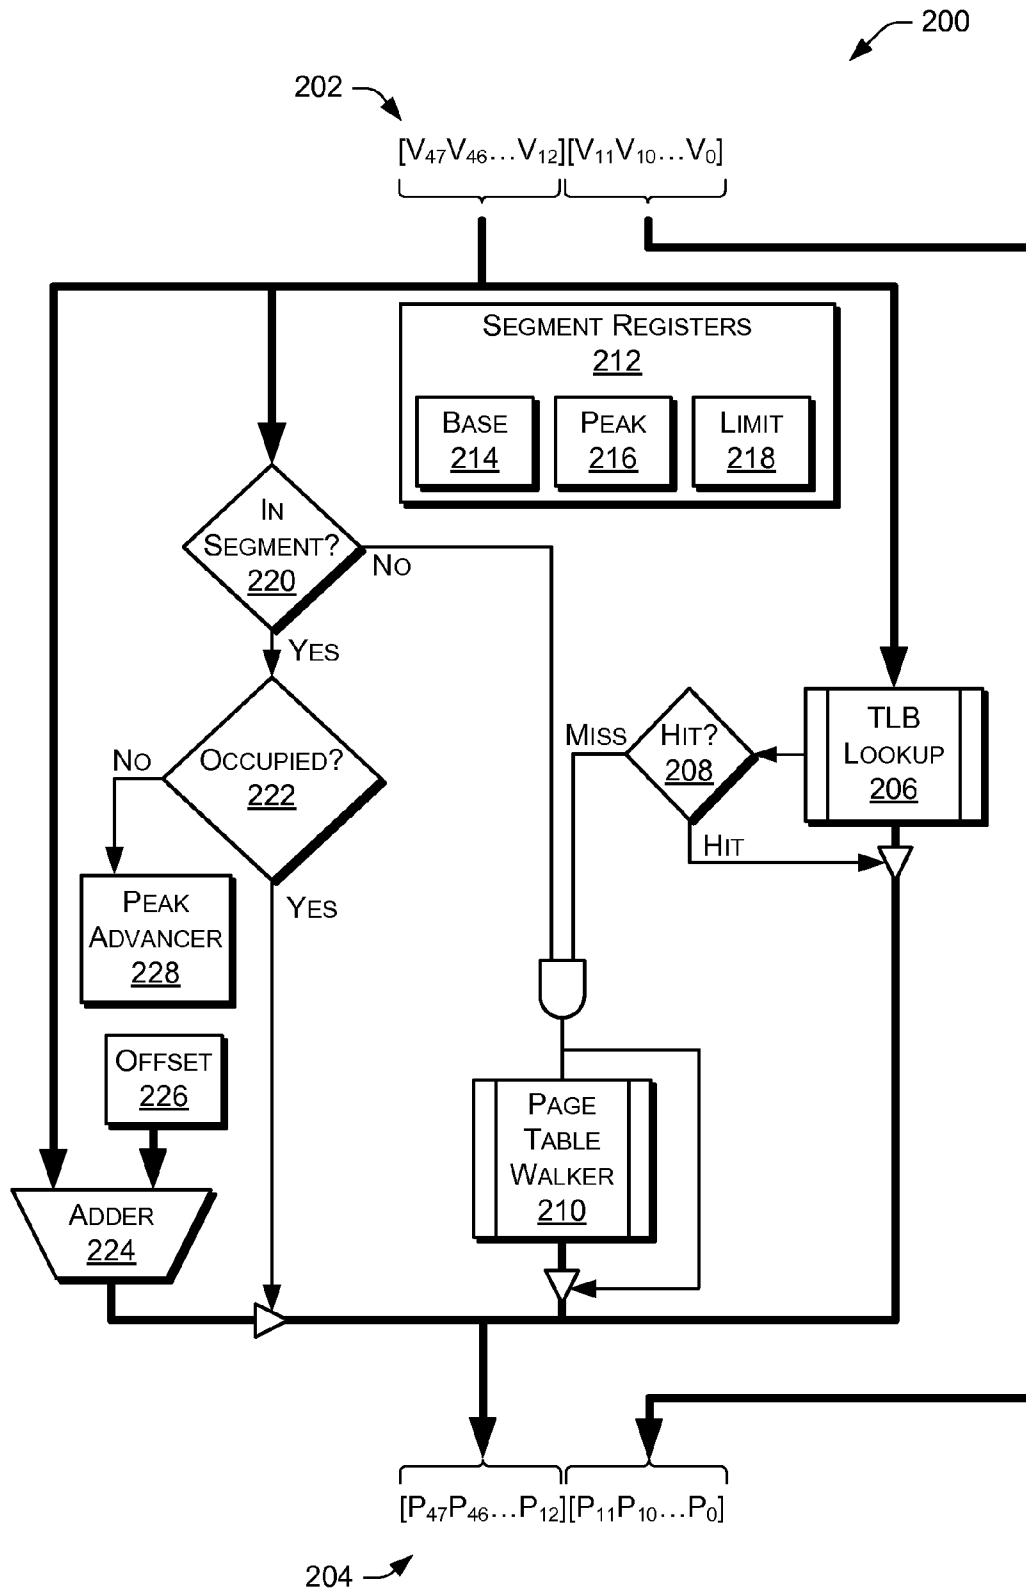 200
202
[V47V46...V12][V11V10...V0]
SEGMENT REGISTERS
212
BASE
214
PEAK
216
LIMIT
218
IN
SEGMENT?
220
NO
YES
TLB
LOOKUP
206
HIT?
208
MISS
HIT
OCCUPIED?
222
NO
YES
PEAK
ADVANCER
228
OFFSET
226
PAGE
TABLE
WALKER
210
ADDER
224
[P47P46...P12][P11P10...P0]
204